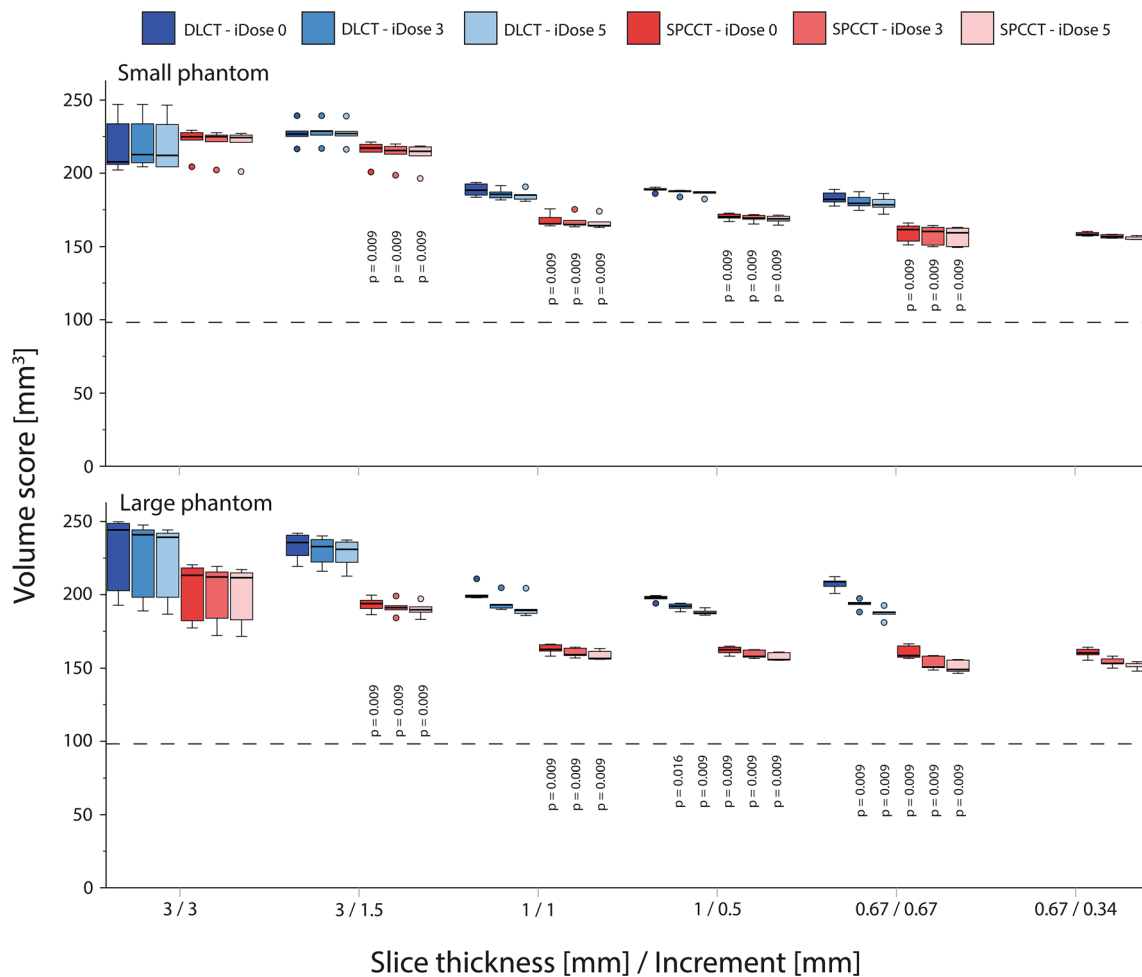 DLCT - iDose 0 DLCT - iDose 3 DLCT - iDose 5 SPCCT - iDose 0 SPCCT - iDose 3 SPCCT - iDose 5
Small phantom
250
200
150
100
50
0
p = 0.009 p = 0.009 p = 0.009
p = 0.009 p = 0.009 p = 0.009
p = 0.009 p = 0.009 p = 0.009
p = 0.009 p = 0.009 p = 0.009
Volume score [mm³]
Large phantom
250
200
150
100
50
0
p = 0.009 p = 0.009 p = 0.009
p = 0.009 p = 0.009 p = 0.009
p = 0.016 p = 0.009 p = 0.009 p = 0.009 p = 0.009
p = 0.009 p = 0.009 p = 0.009 p = 0.009 p = 0.009
3 / 3 3 / 1.5 1 / 1 1 / 0.5 0.67 / 0.67 0.67 / 0.34
Slice thickness [mm] / Increment [mm]